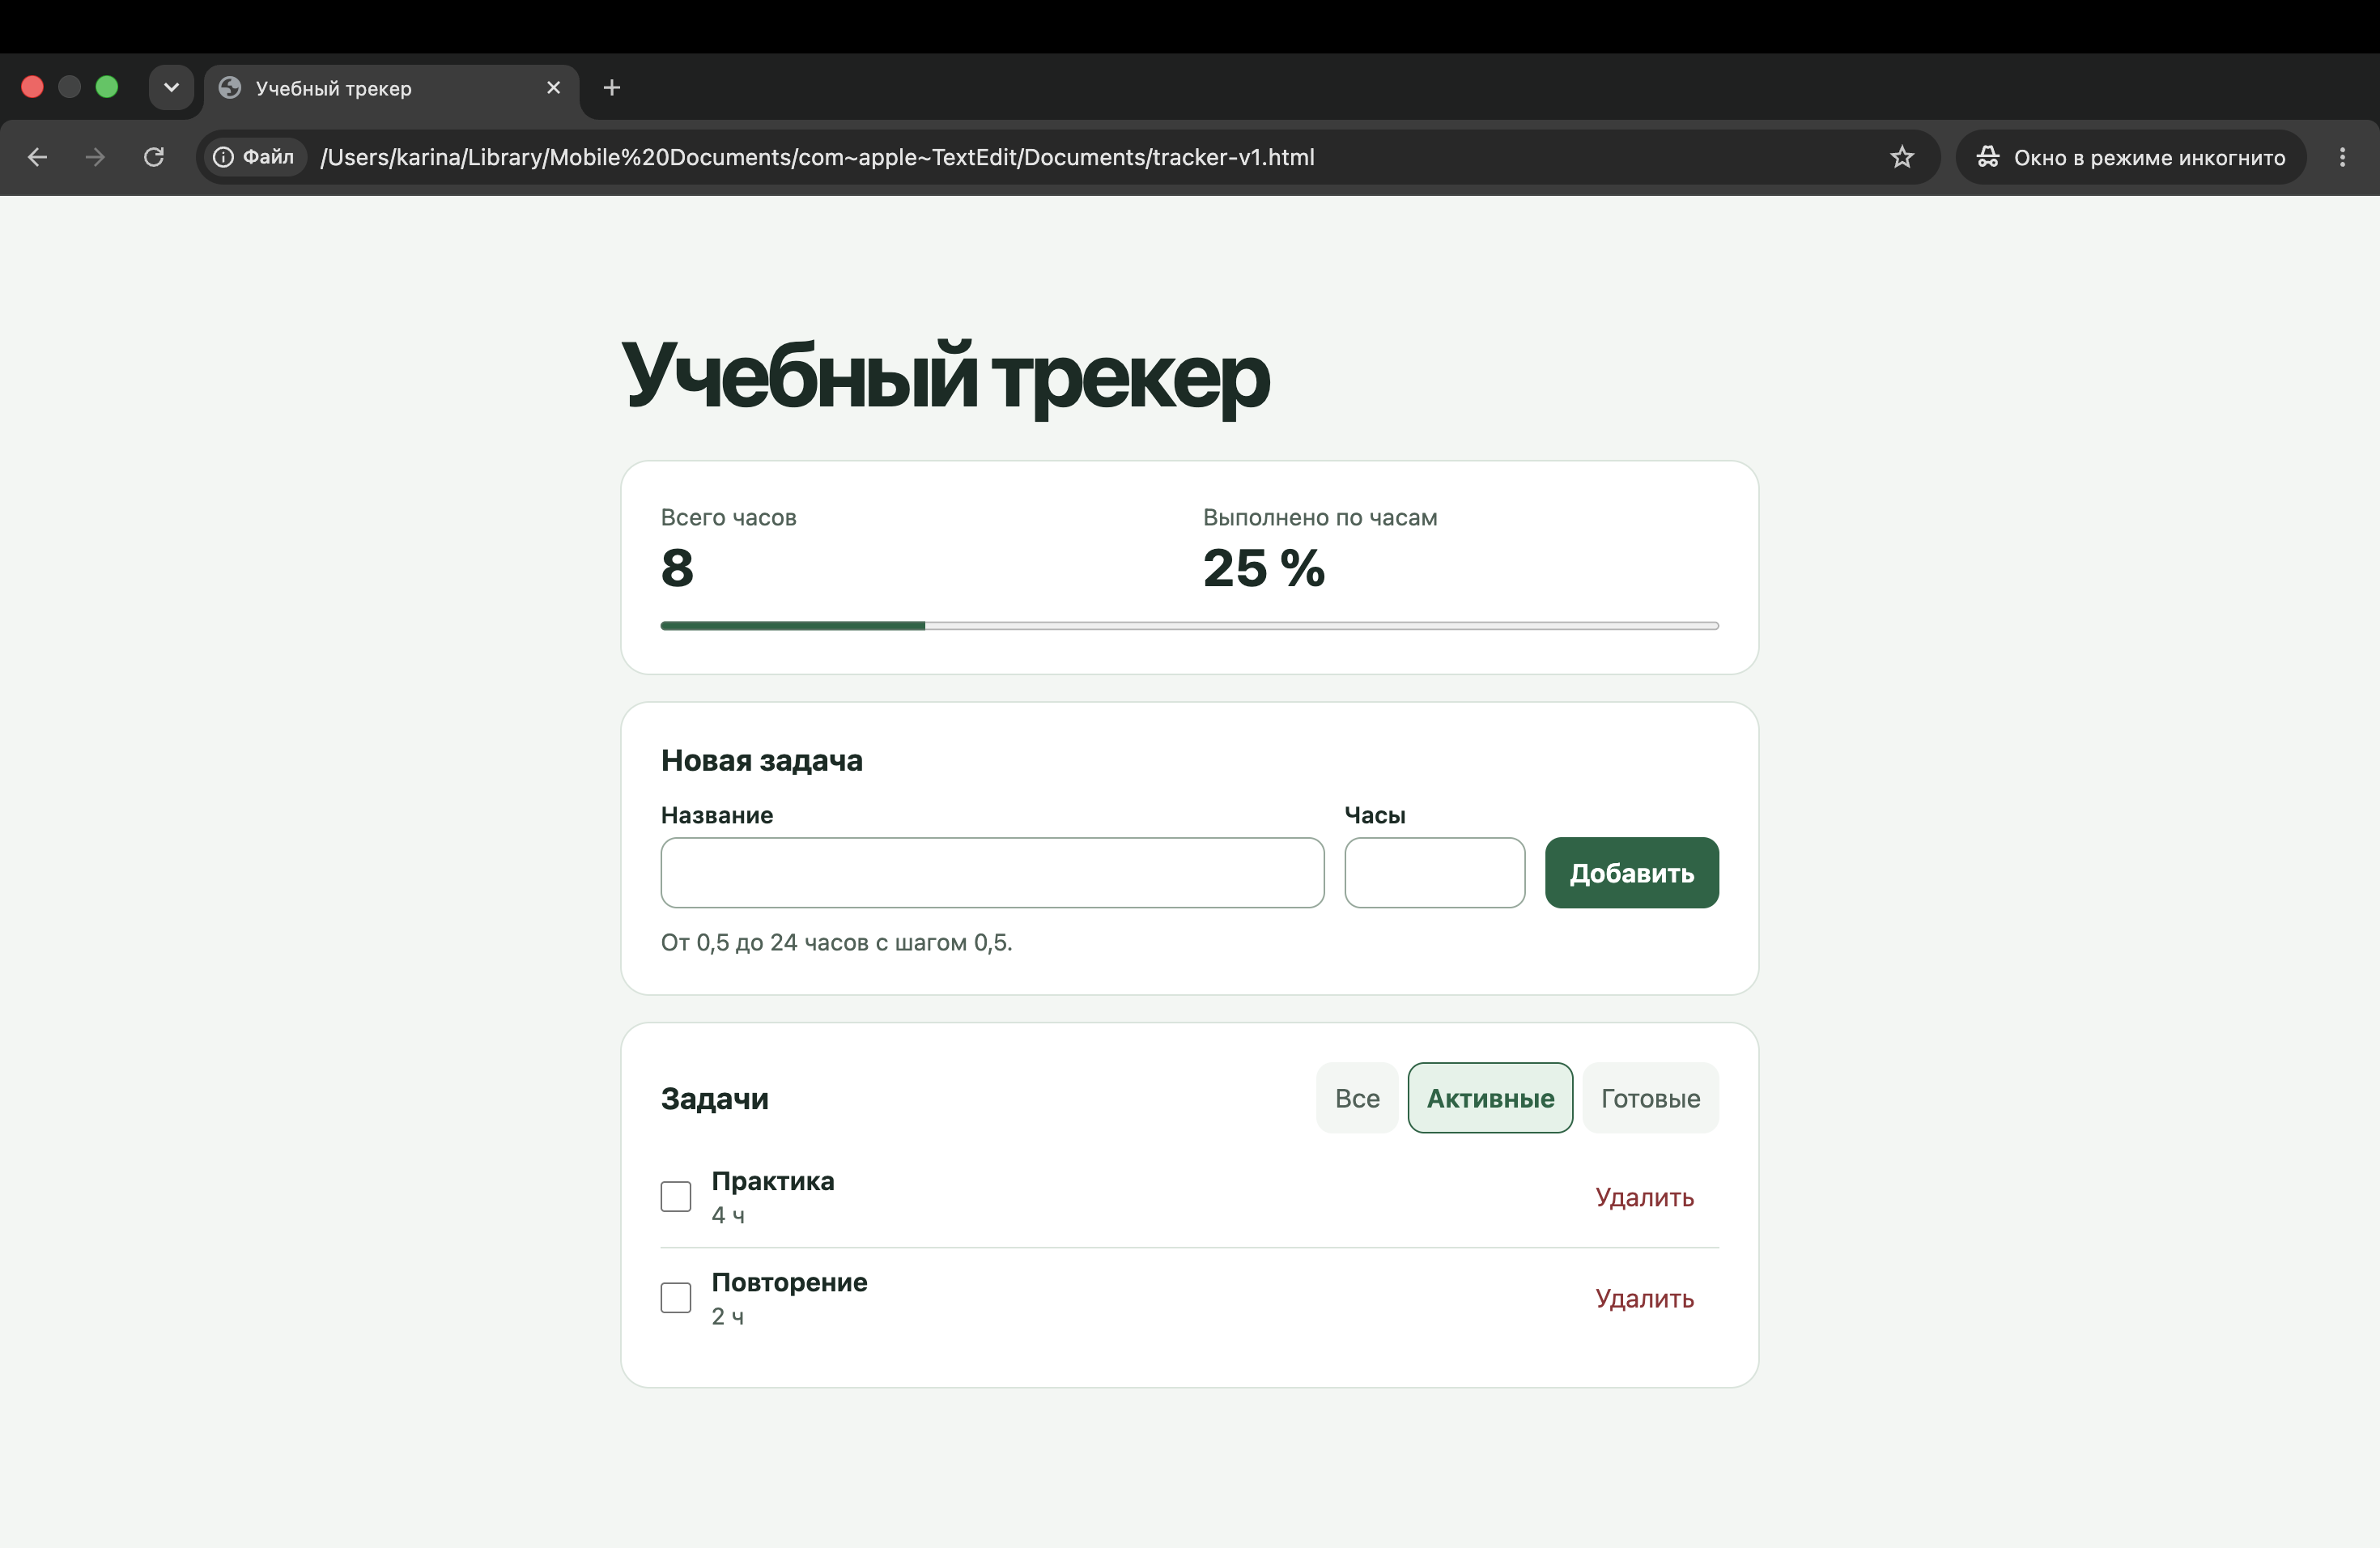 Учебный трекер
Файл /Users/karina/Library/Mobile%20Documents/com~apple~TextEdit/Documents/tracker-v1.html Окно в режиме инкогнито
Учебный трекер
Всего часов Выполнено по часам
8 25 %
Новая задача
Название Часы
Добавить
От 0,5 до 24 часов с шагом 0,5.
Задачи Все Активные Готовые
Практика
4 ч
Удалить
Повторение
2 ч
Удалить